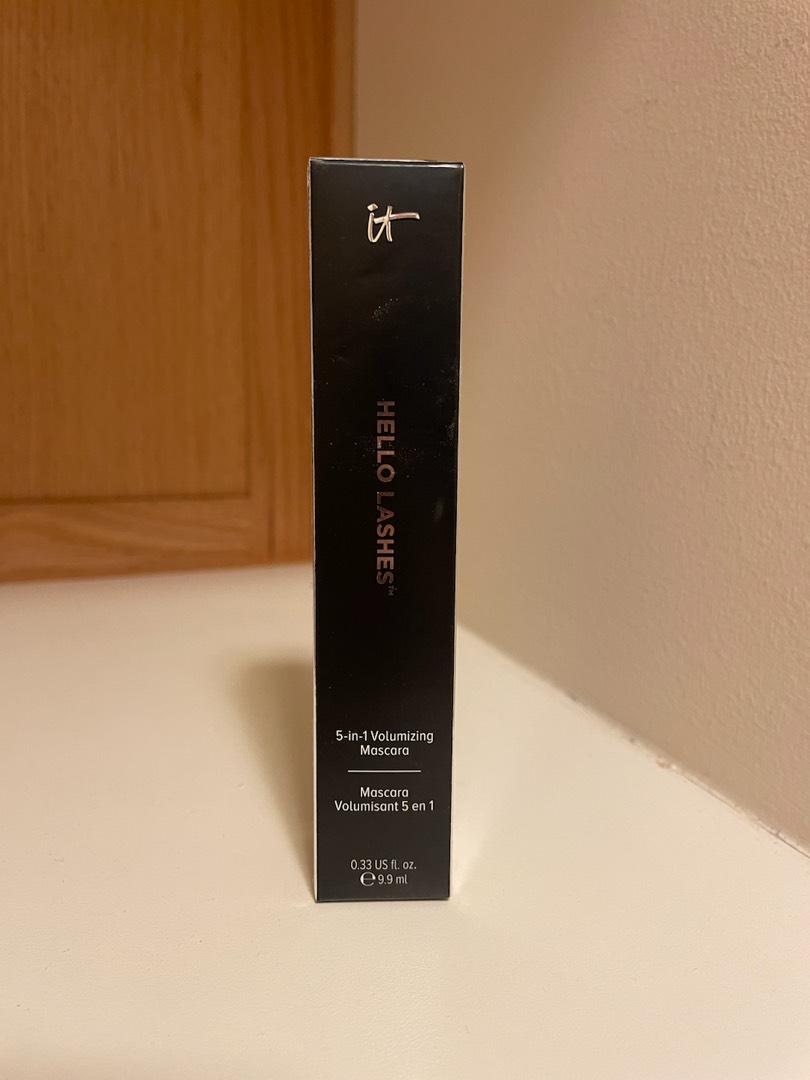 it
HELLO LASHES™
5-in-1 Volumizing
Mascara
Mascara
Volumisant 5 en 1
0.33 US fl. oz.
℮ 9.9 ml